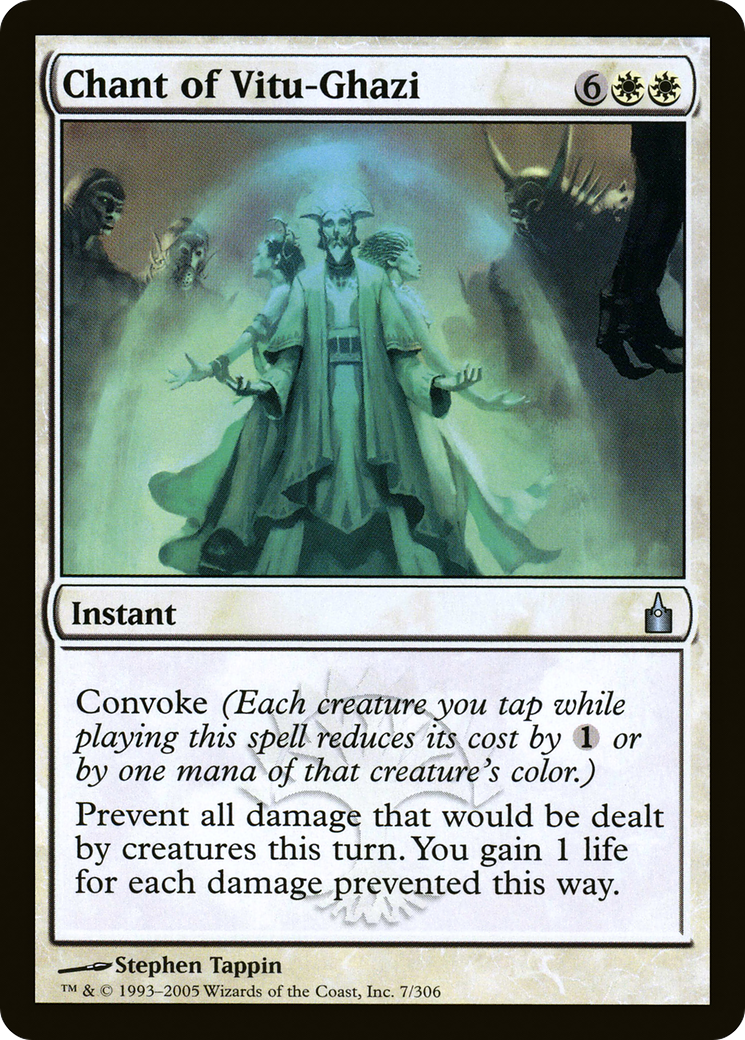 Chant of Vitu-Ghazi 6
Instant
Convoke (Each creature you tap while
playing this spell reduces its cost by 1 or
by one mana of that creature's color.)
Prevent all damage that would be dealt
by creatures this turn. You gain 1 life
for each damage prevented this way.
Stephen Tappin
™ & © 1993–2005 Wizards of the Coast, Inc. 7/306